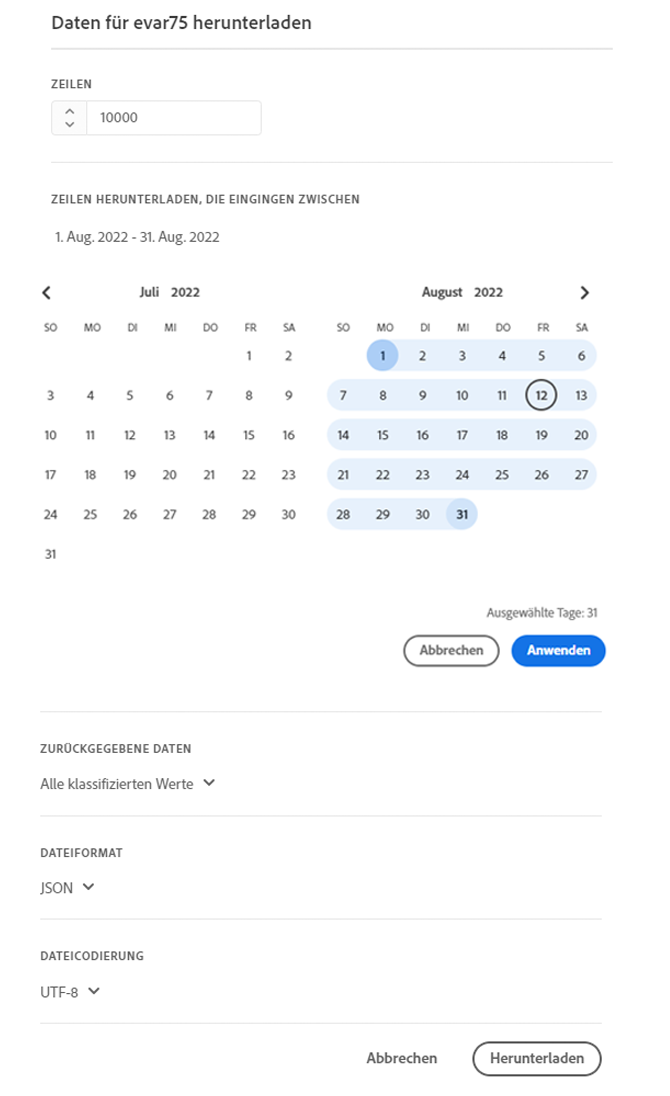 Daten für evar75 herunterladen
ZEILEN
10000
ZEILEN HERUNTERLADEN, DIE EINGINGEN ZWISCHEN
1. Aug. 2022 - 31. Aug. 2022
Juli 2022
SO MO DI MI DO FR SA
1 2
3 4 5 6 7 8 9
10 11 12 13 14 15 16
17 18 19 20 21 22 23
24 25 26 27 28 29 30
31
August 2022
SO MO DI MI DO FR SA
1 2 3 4 5 6
7 8 9 10 11 12 13
14 15 16 17 18 19 20
21 22 23 24 25 26 27
28 29 30 31
Ausgewählte Tage: 31
Abbrechen Anwenden
ZURÜCKGEGEBENE DATEN
Alle klassifizierten Werte
DATEIFORMAT
JSON
DATEICODIERUNG
UTF-8
Abbrechen Herunterladen